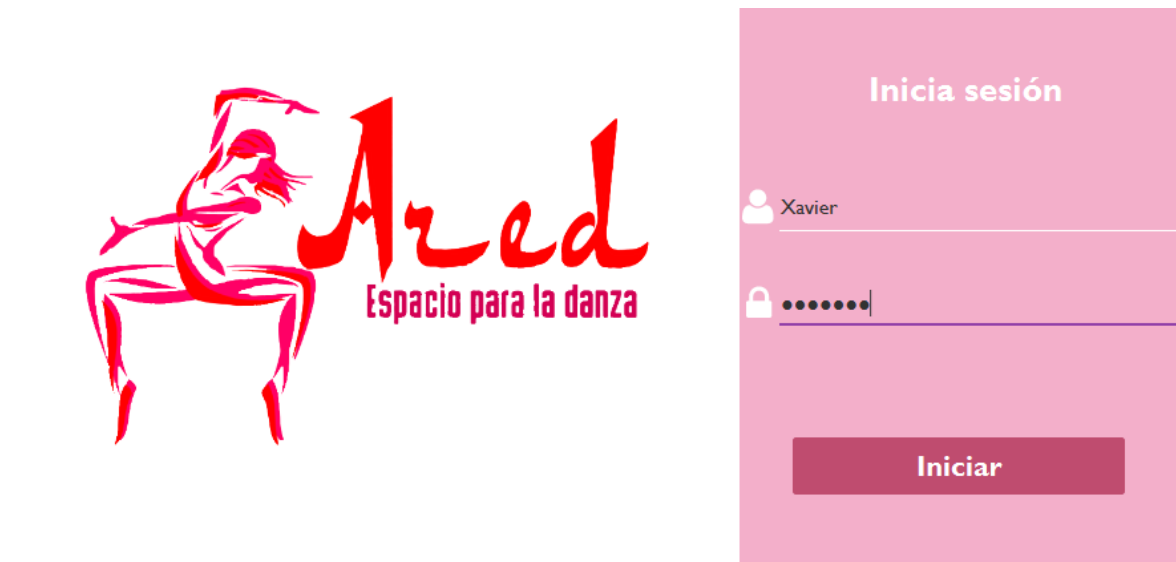 Ared
Espacio para la danza
Inicia sesión
Xavier
•••••••
Iniciar